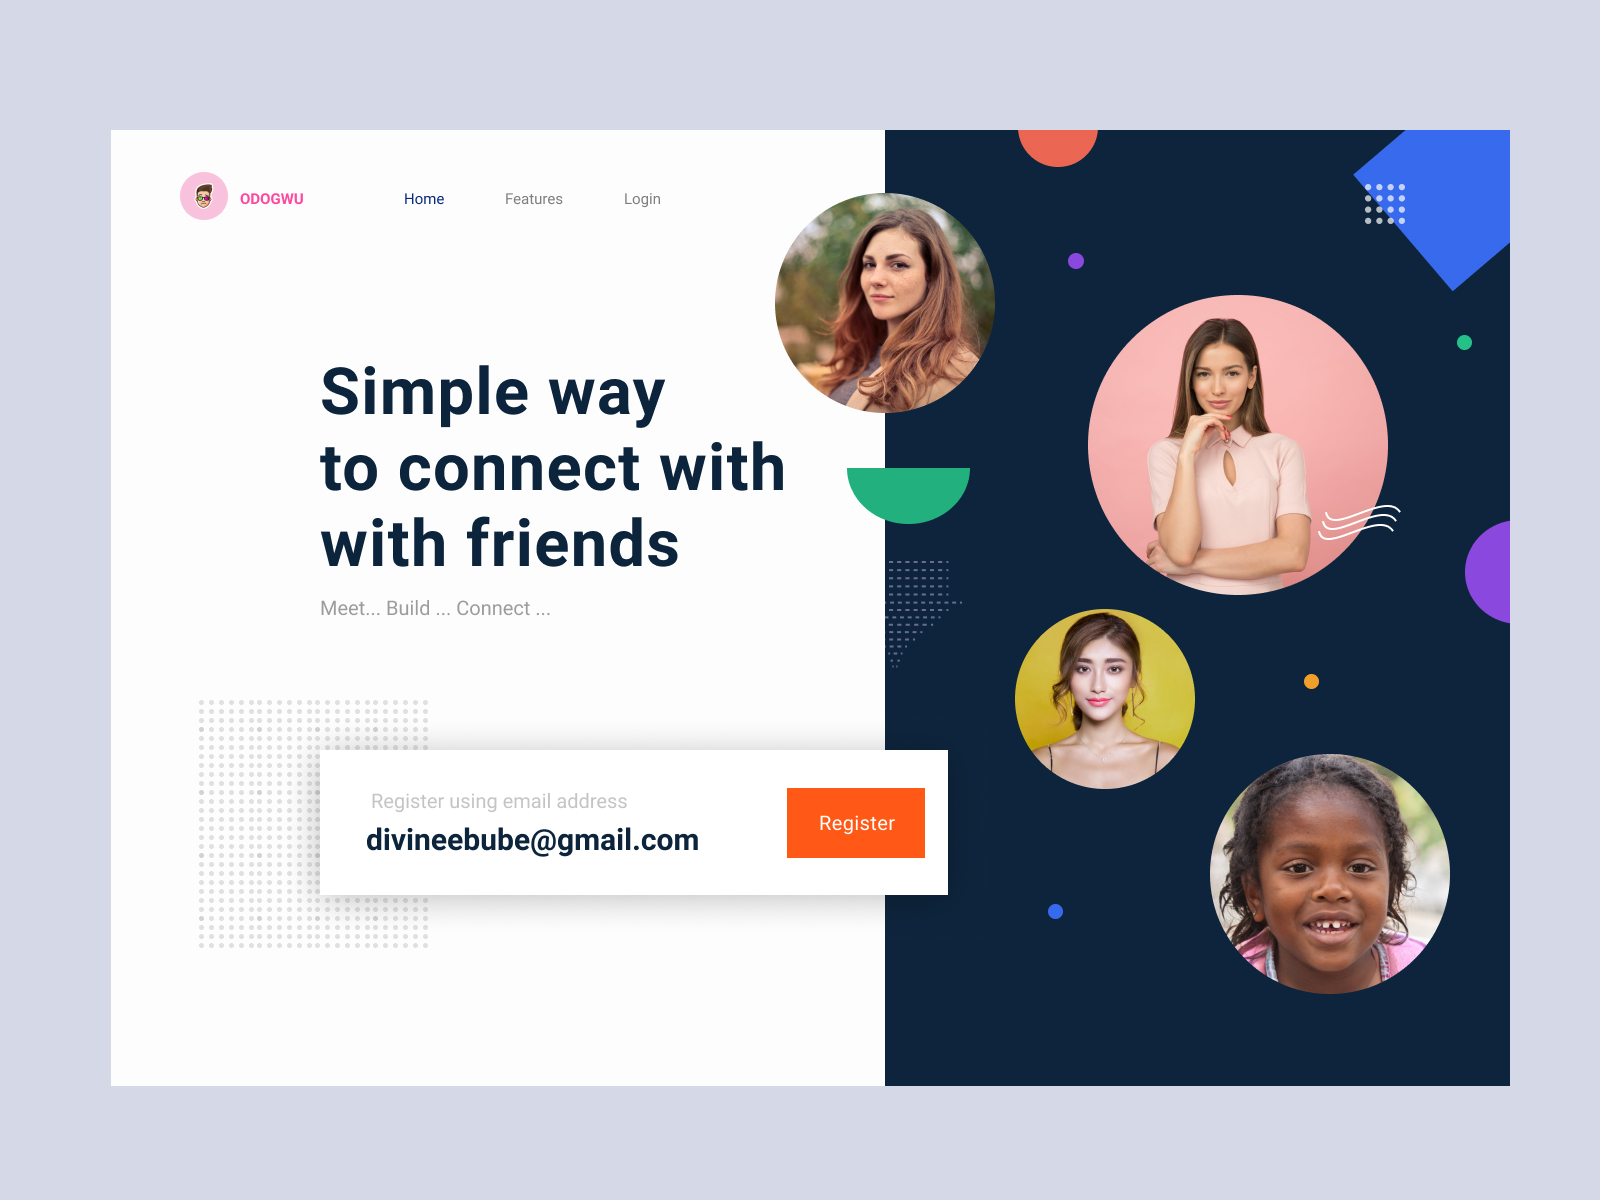 ODOGWU
Home
Features
Login
Simple way
to connect with
with friends
Meet... Build ... Connect ...
Register using email address
divineebube@gmail.com
Register